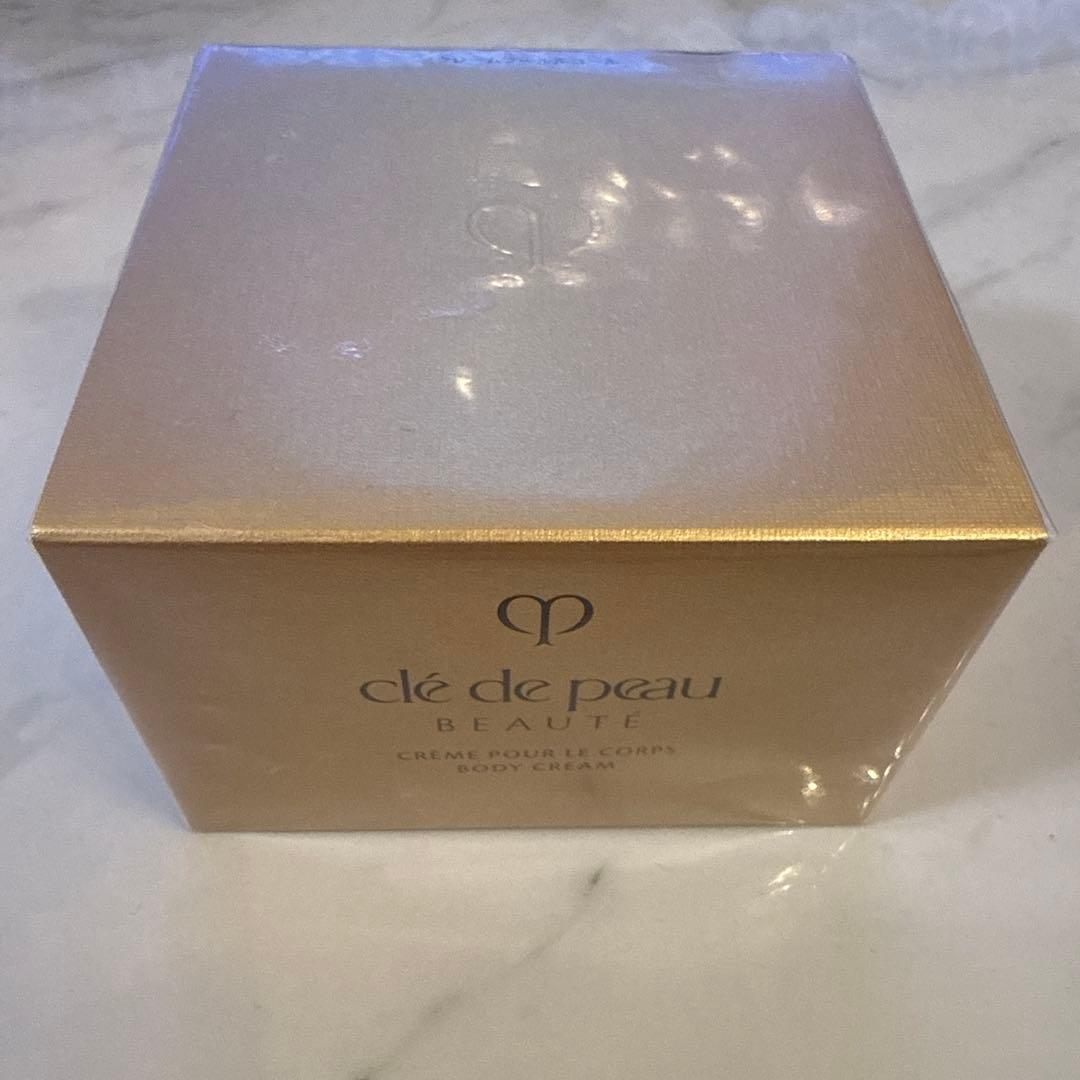 clé de peau
BEAUTÉ
CRÈME POUR LE CORPS
BODY CREAM